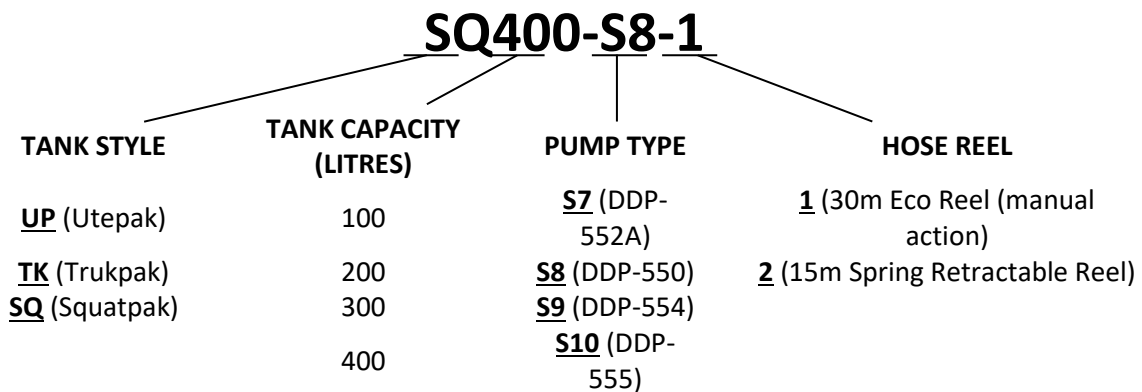 SQ400-S8-1
TANK STYLE
TANK CAPACITY
(LITRES)
PUMP TYPE
HOSE REEL
UP (Utepak)
100
S7 (DDP-
552A)
1 (30m Eco Reel (manual
action)
TK (Trukpak)
200
S8 (DDP-550)
2 (15m Spring Retractable Reel)
SQ (Squatpak)
300
S9 (DDP-554)
400
S10 (DDP-
555)